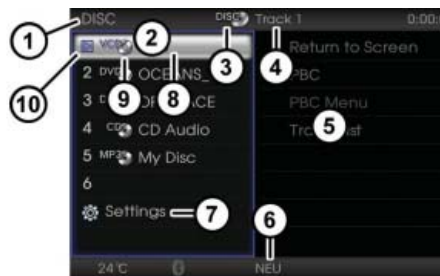 DISC DISC Track 1 0:00:
1 2 3 4
VCD
Return to Screen
10 9 8
2 DVD OCEANS_
PBC
3
PBC Menu
4 CD CD Audio
5
5 MP3 My Disc
6
Settings 7
6
24°C NEU